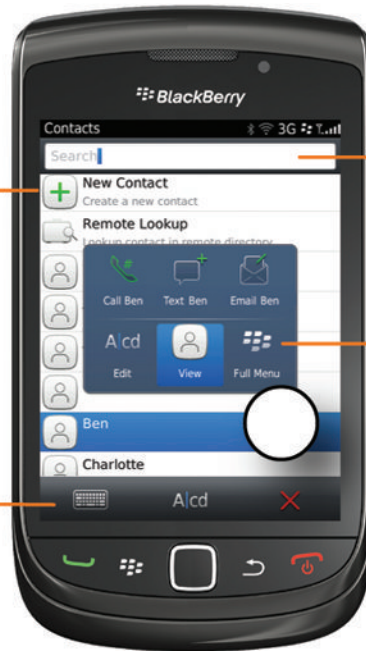 BlackBerry
Contacts 3G
Search
New Contact
Create a new contact
Remote Lookup
Lookup contact in remote directory
Call Ben Text Ben Email Ben
A|cd
Edit View Full Menu
Ben
Charlotte
A|cd